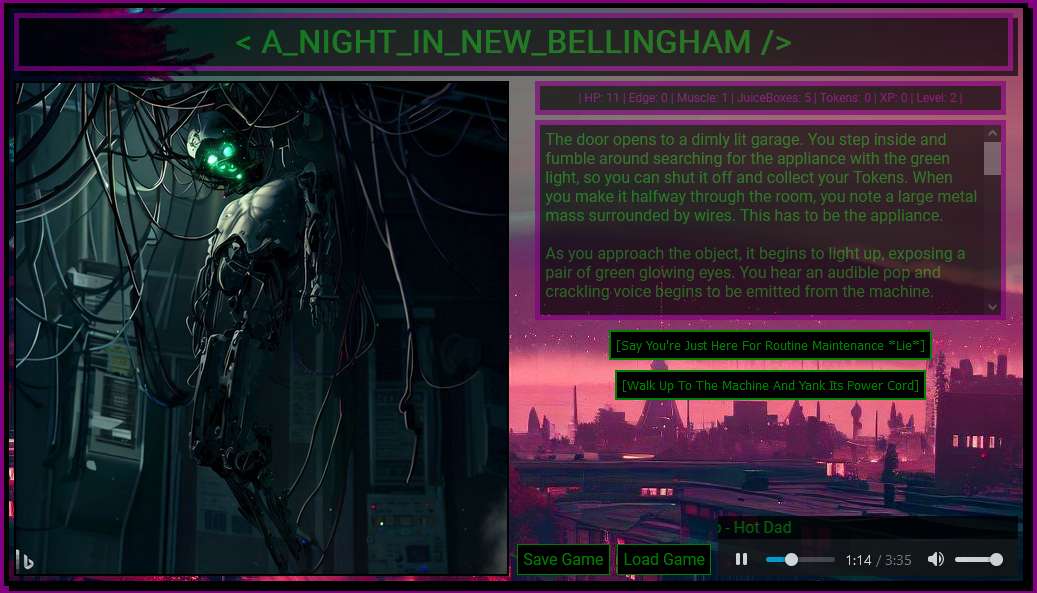 < A_NIGHT_IN_NEW_BELLINGHAM />
| HP: 11 | Edge: 0 | Muscle: 1 | JuiceBoxes: 5 | Tokens: 0 | XP: 0 | Level: 2 |
The door opens to a dimly lit garage. You step inside and
fumble around searching for the appliance with the green
light, so you can shut it off and collect your Tokens. When
you make it halfway through the room, you note a large metal
mass surrounded by wires. This has to be the appliance.
As you approach the object, it begins to light up, exposing a
pair of green glowing eyes. You hear an audible pop and
crackling voice begins to be emitted from the machine.
[Say You're Just Here For Routine Maintenance *Lie*]
[Walk Up To The Machine And Yank Its Power Cord]
- Hot Dad
Save Game Load Game 1:14 / 3:35
b